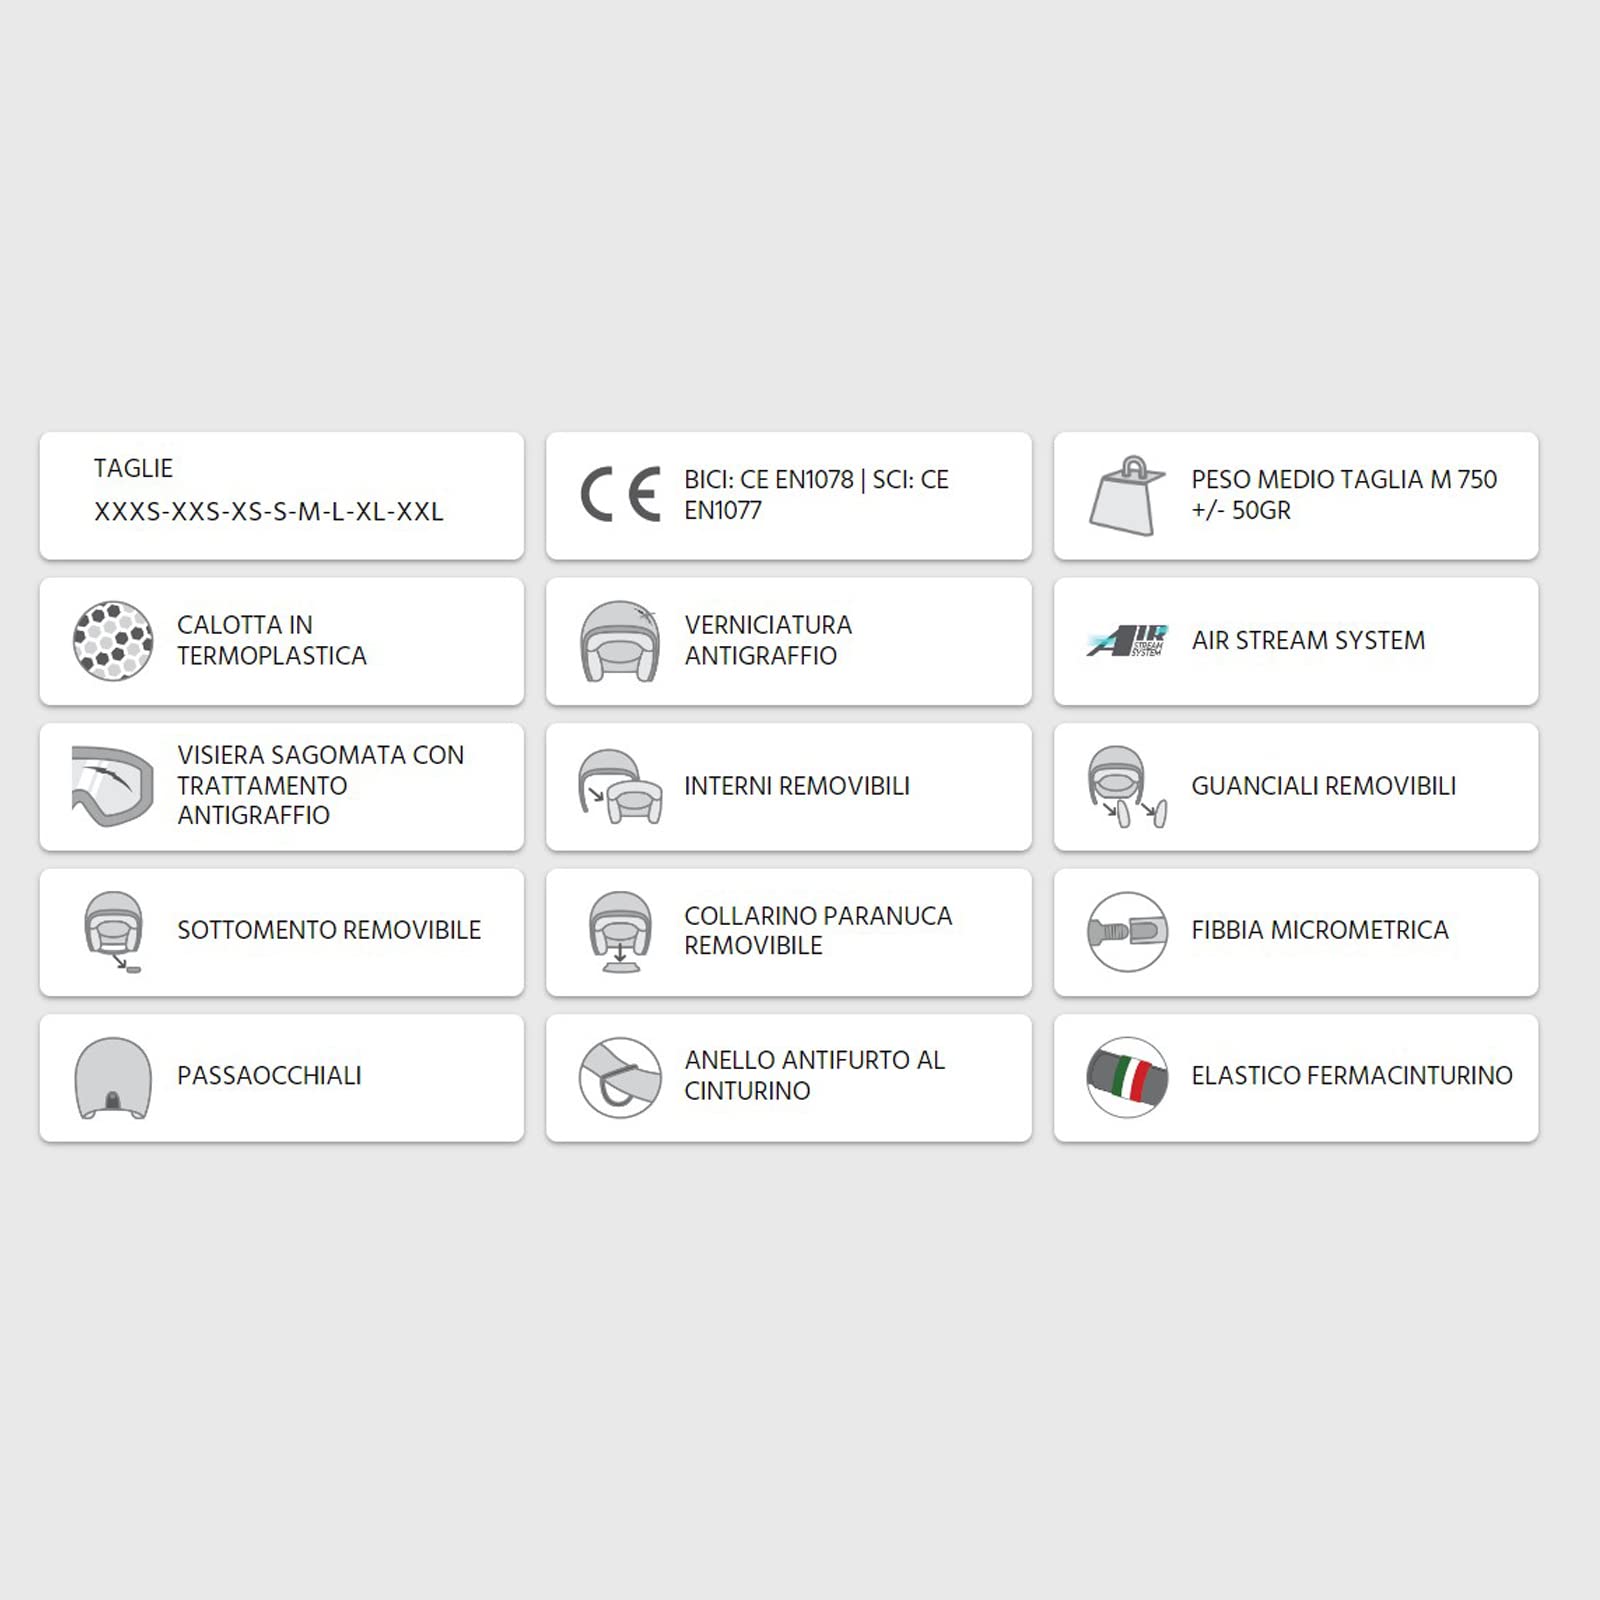 TAGLIE
XXXS-XXS-XS-S-M-L-XL-XXL
BICI: CE EN1078 | SCI: CE
EN1077
PESO MEDIO TAGLIA M 750
+/- 50GR
CALOTTA IN
TERMOPLASTICA
VERNICIATURA
ANTIGRAFFIO
AIR
STREAM
SYSTEM
AIR STREAM SYSTEM
VISIERA SAGOMATA CON
TRATTAMENTO
ANTIGRAFFIO
INTERNI REMOVIBILI
GUANCIALI REMOVIBILI
SOTTOMENTO REMOVIBILE
COLLARINO PARANUCA
REMOVIBILE
FIBBIA MICROMETRICA
PASSAOCCHIALI
ANELLO ANTIFURTO AL
CINTURINO
ELASTICO FERMACINTURINO